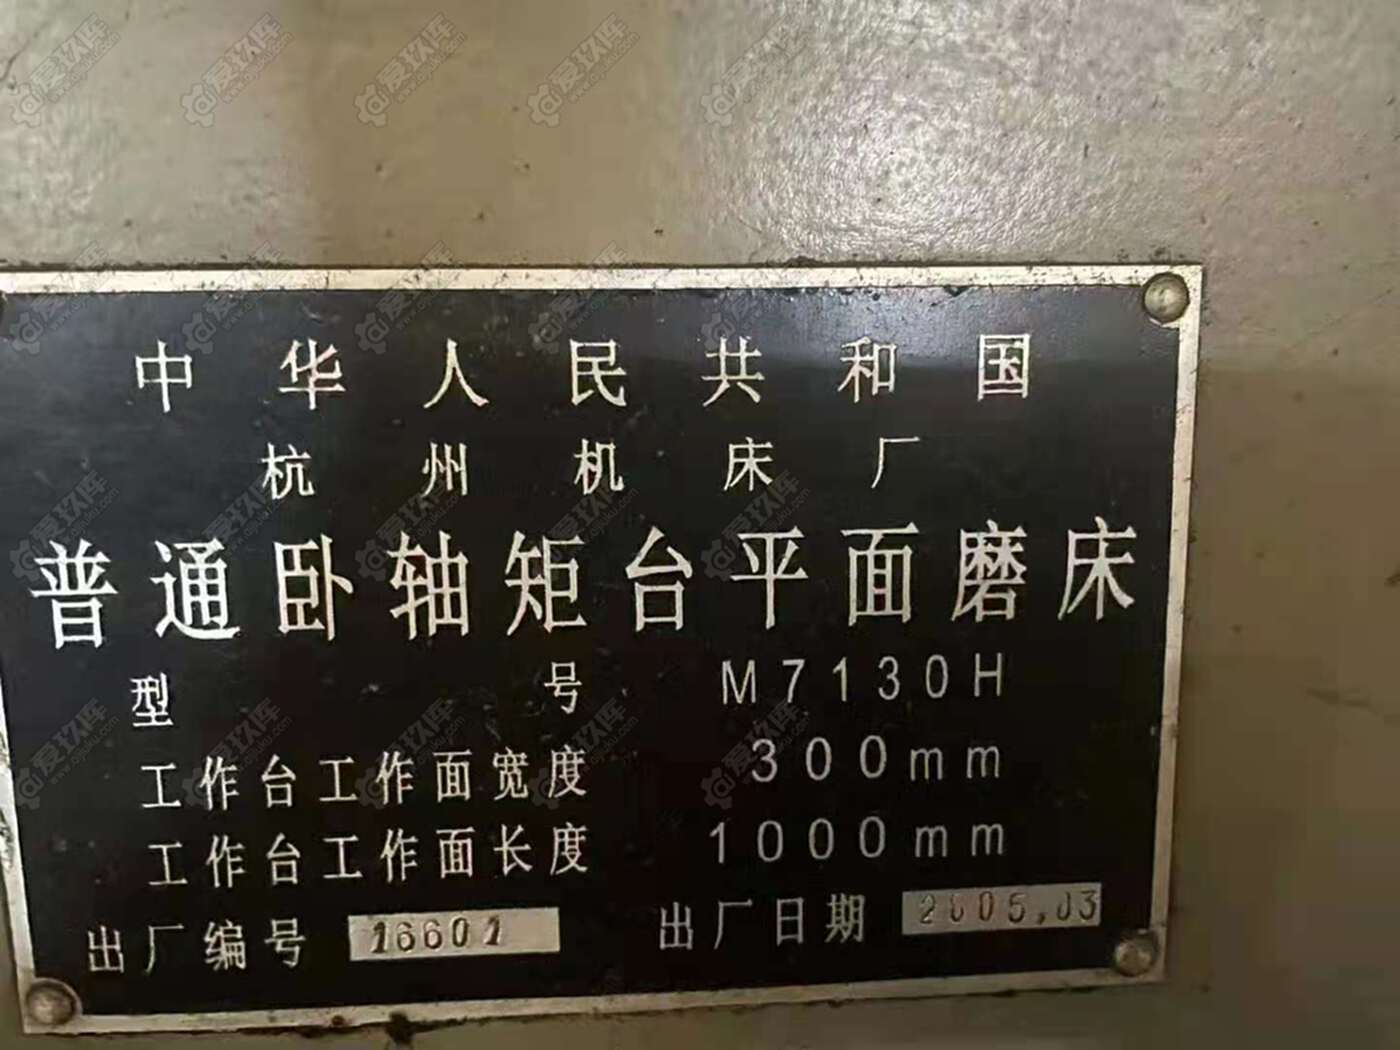 中华人民共和国
杭州机床厂
普通卧轴矩台平面磨床
型号 M7130H
工作台工作面宽度 300mm
工作台工作面长度 1000mm
出厂编号 16601 出厂日期 2005.03